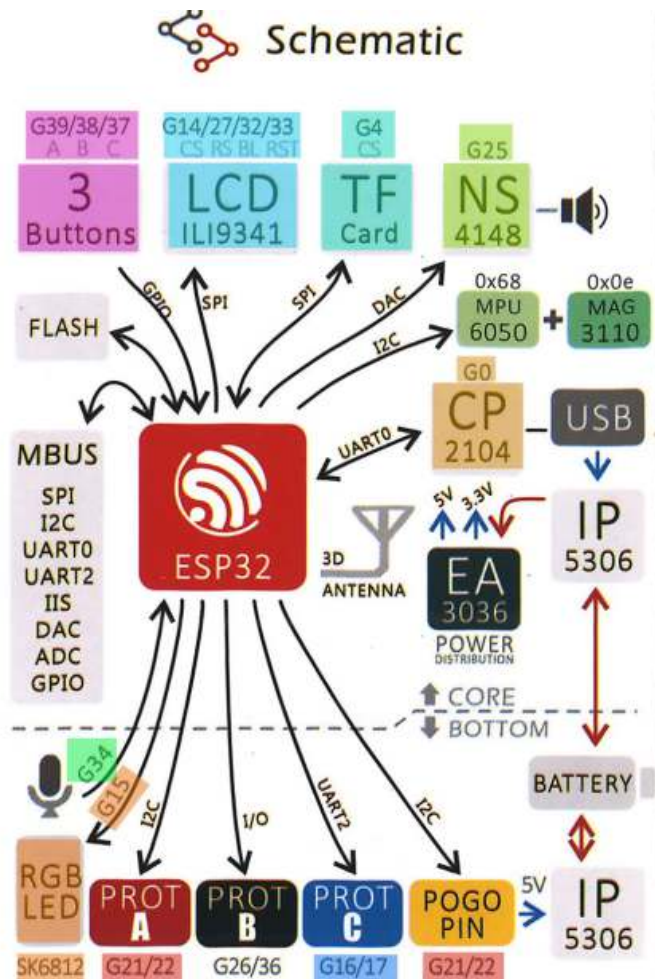 Schematic
G39/38/37
A B C
3
Buttons
G14/27/32/33
CS RS BL RST
LCD
ILI9341
G4
CS
TF
Card
G25
NS
4148
GPIO
SPI
SPI
DAC
I2C
0x68
MPU
6050
+
0x0e
MAG
3110
FLASH
G0
CP
2104
USB
UART0
MBUS
SPI
I2C
UART0
UART2
IIS
DAC
ADC
GPIO
ESP32
3D
ANTENNA
5V
3.3V
EA
3036
POWER
DISTRIBUTION
IP
5306
CORE
BOTTOM
G34
G15
I2C
I/O
UART2
I2C
BATTERY
RGB
LED
SK6812
PROT
A
G21/22
PROT
B
G26/36
PROT
C
G16/17
POGO
PIN
G21/22
5V
IP
5306